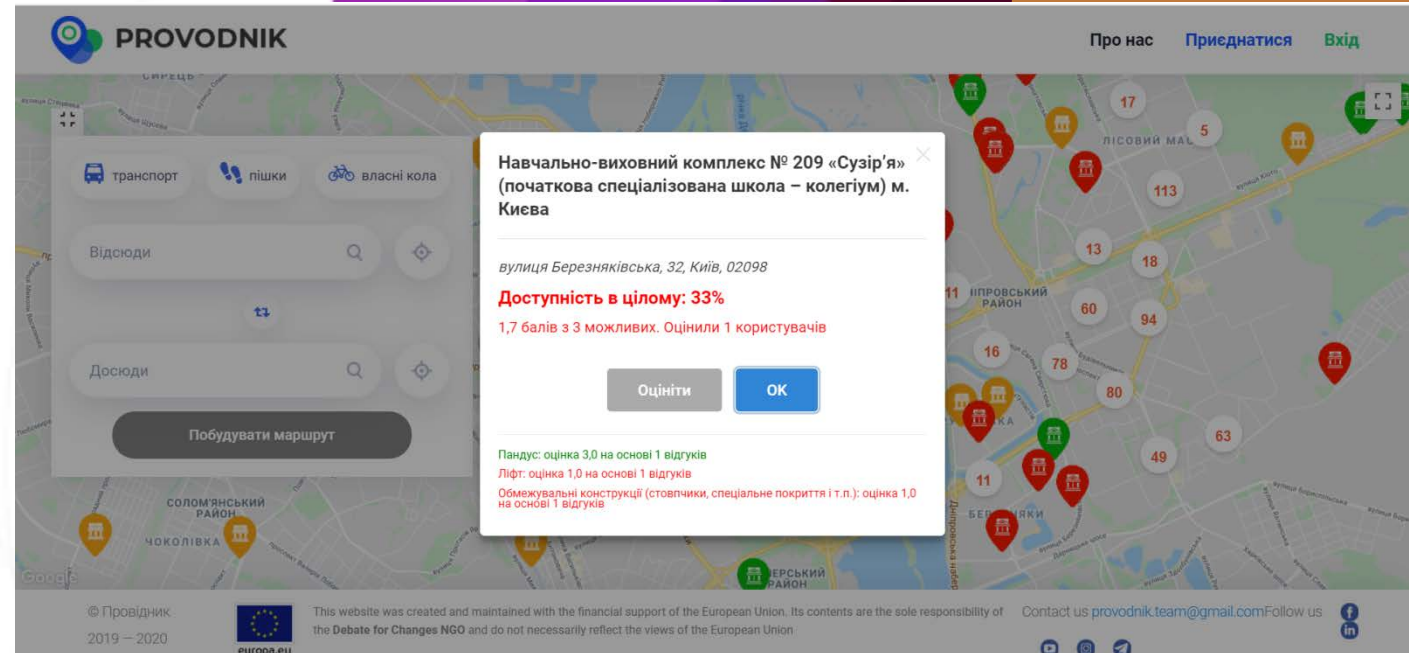 PROVODNIK
Про нас Приєднатися Вхід
СИРЕЦЬ
17
5
113
13
18
11
60
94
16
78
80
63
49
11
ЛІСОВИЙ МАС
транспорт пішки власні кола
Відсюди
Досюди
Побудувати маршрут
Навчально-виховний комплекс № 209 «Сузір’я»
(початкова спеціалізована школа – колегіум) м.
Києва
вулиця Березняківська, 32, Київ, 02098
Доступність в цілому: 33%
1,7 балів з 3 можливих. Оцінили 1 користувачів
Оцініти OK
Пандус: оцінка 3,0 на основі 1 відгуків
Ліфт: оцінка 1,0 на основі 1 відгуків
Обмежувальні конструкції (стовпчики, спеціальне покриття і т.п.): оцінка 1,0
на основі 1 відгуків
ІПРОВСЬКИЙ
РАЙОН
СОЛОМ'ЯНСЬКИЙ
РАЙОН
ЧОКОЛІВКА
ЕРСЬКИЙ
РАЙОН
Google
© Провідник
2019 – 2020
europa.eu
This website was created and maintained with the financial support of the European Union. Its contents are the sole responsibility of
the Debate for Changes NGO and do not necessarily reflect the views of the European Union
Contact us provodnik.team@gmail.comFollow us